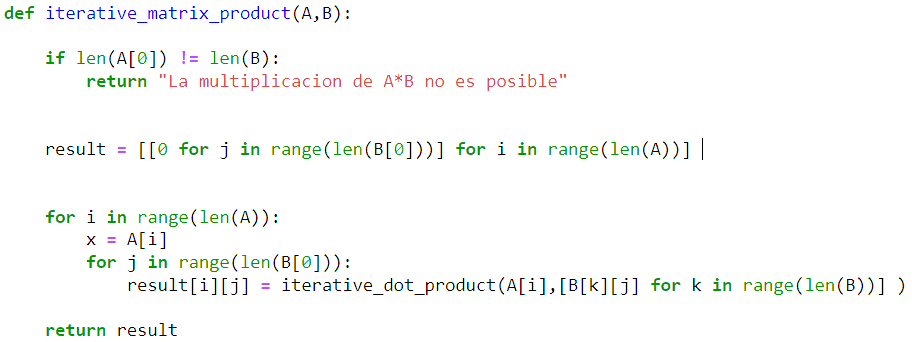 def iterative_matrix_product(A,B):
    if len(A[0]) != len(B):
        return "La multiplicacion de A*B no es posible"
    result = [[0 for j in range(len(B[0]))] for i in range(len(A))]
    for i in range(len(A)):
        x = A[i]
        for j in range(len(B[0])):
            result[i][j] = iterative_dot_product(A[i],[B[k][j] for k in range(len(B))] )
    return result